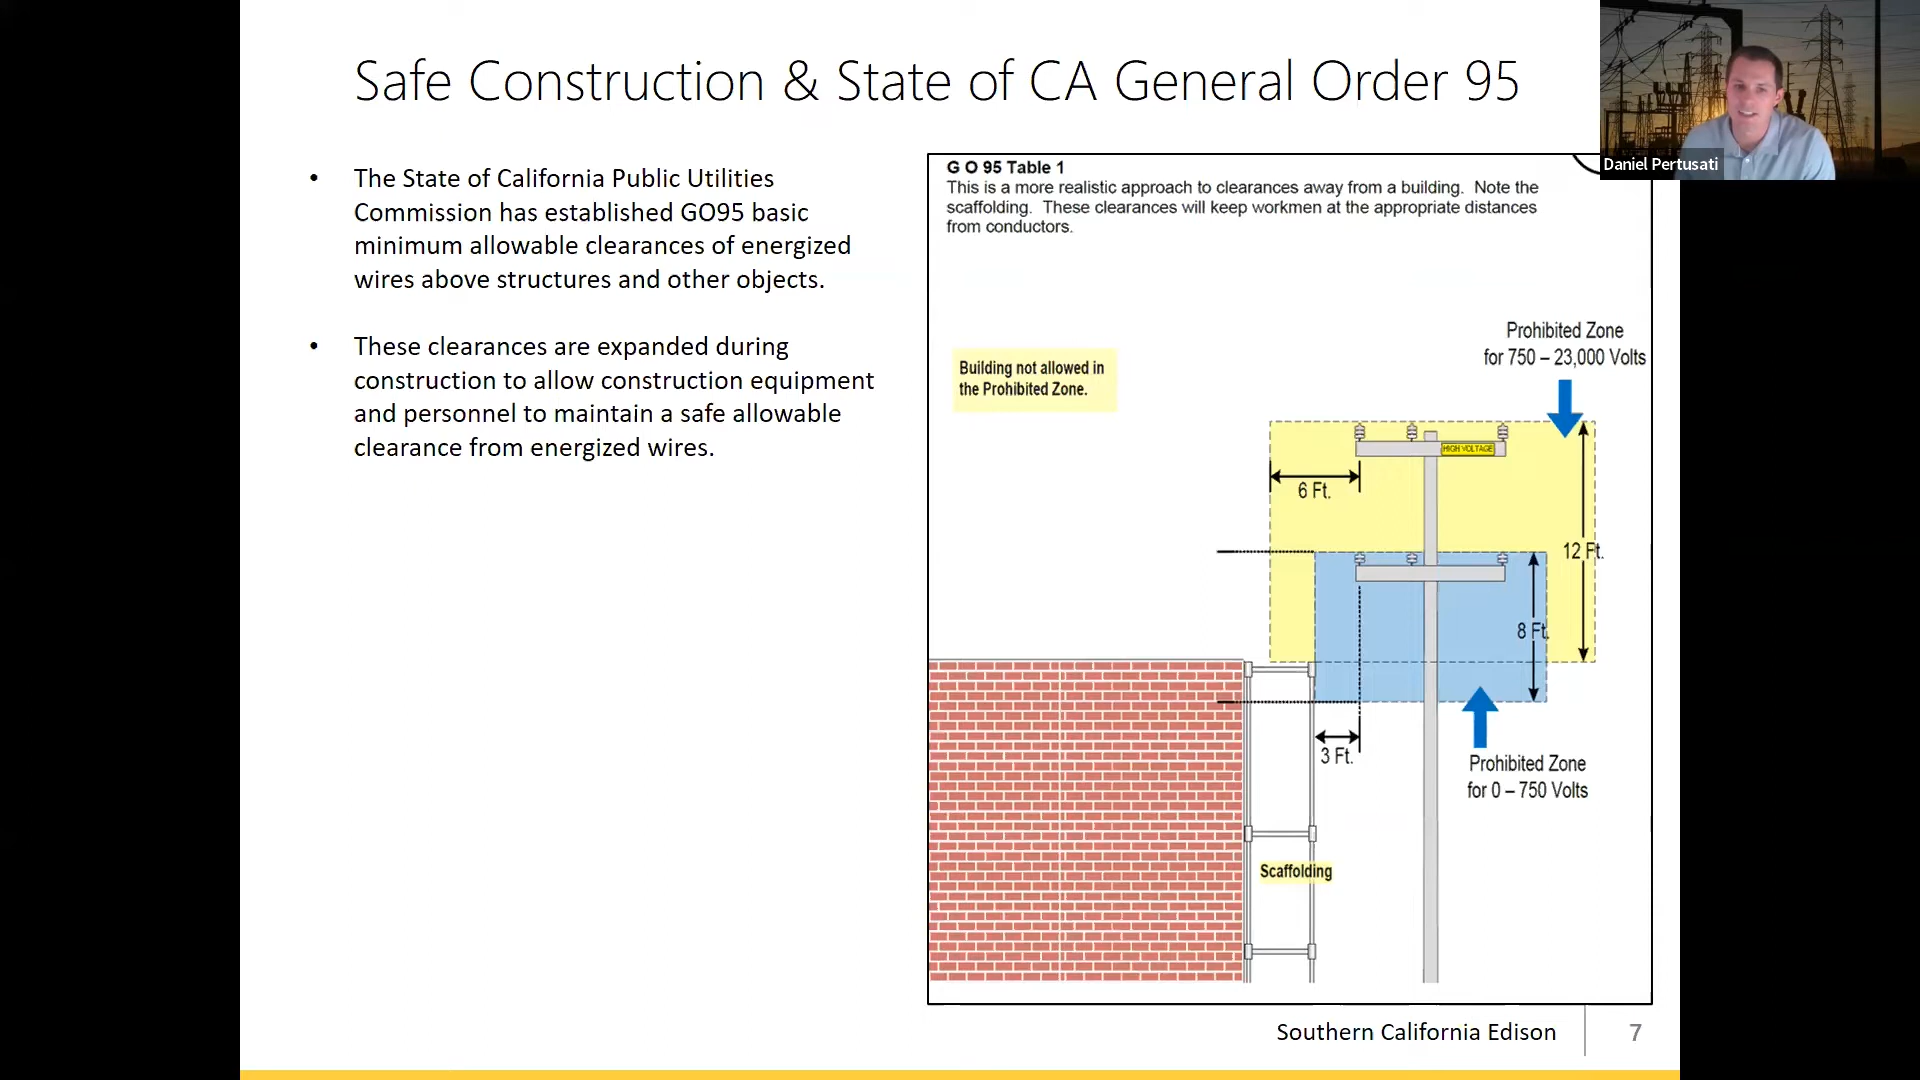 Safe Construction & State of CA General Order 95
Daniel Pertusati
• The State of California Public Utilities
Commission has established GO95 basic
minimum allowable clearances of energized
wires above structures and other objects.
• These clearances are expanded during
construction to allow construction equipment
and personnel to maintain a safe allowable
clearance from energized wires.
G O 95 Table 1
This is a more realistic approach to clearances away from a building. Note the
scaffolding. These clearances will keep workmen at the appropriate distances
from conductors.
Prohibited Zone
for 750 – 23,000 Volts
Building not allowed in
the Prohibited Zone.
HIGH VOLTAGE
6 Ft.
12 Ft.
8 Ft.
3 Ft.
Prohibited Zone
for 0 – 750 Volts
Scaffolding
Southern California Edison
7